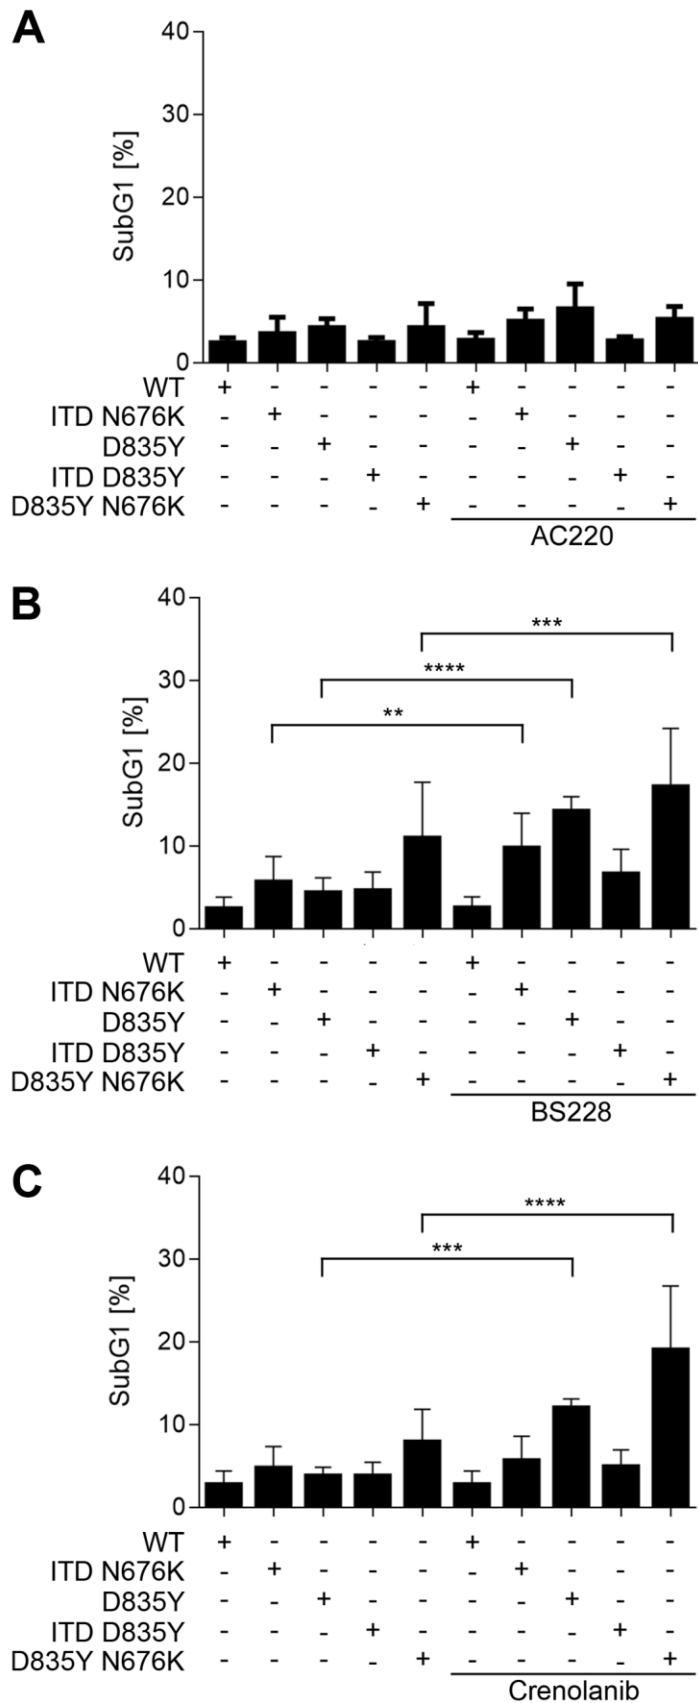 A
SubG1 [%]
40
30
20
10
0
WT + - - - - + - - - -
ITD N676K - + - - - - + - - -
D835Y - - + - - - - + - -
ITD D835Y - - - + - - - - + -
D835Y N676K - - - - + - - - - +
AC220
B
SubG1 [%]
40
30
20
10
0
***
****
**
WT + - - - - + - - - -
ITD N676K - + - - - - + - - -
D835Y - - + - - - - + - -
ITD D835Y - - - + - - - - + -
D835Y N676K - - - - + - - - - +
BS228
C
SubG1 [%]
40
30
20
10
0
****
***
WT + - - - - + - - - -
ITD N676K - + - - - - + - - -
D835Y - - + - - - - + - -
ITD D835Y - - - + - - - - + -
D835Y N676K - - - - + - - - - +
Crenolanib